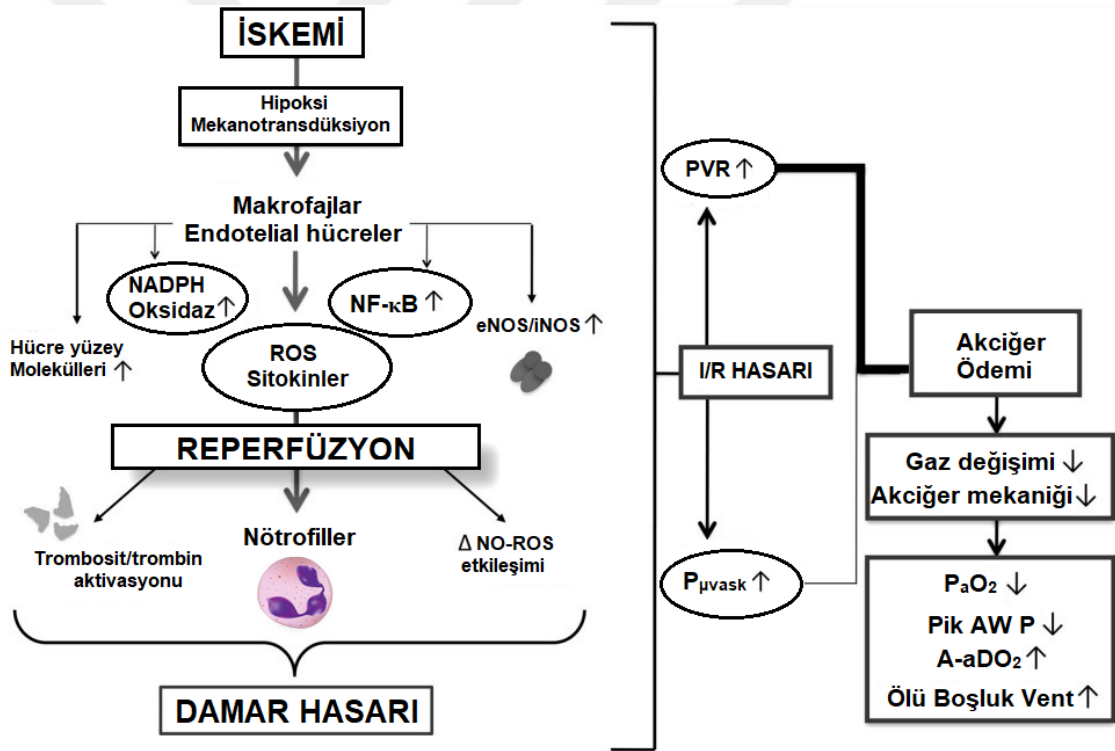 İSKEMİ
Hipoksi
Mekanotransdüksiyon
Makrofajlar
Endotelial hücreler
NADPH
Oksidaz ↑
NF-κB ↑
Hücre yüzey
Molekülleri ↑
eNOS/iNOS ↑
ROS
Sitokinler
REPERFÜZYON
Trombosit/trombin
aktivasyonu
Nötrofiller
Δ NO-ROS
etkileşimi
DAMAR HASARI
PVR ↑
I/R HASARI
Pμvask ↑
Akciğer
Ödemi
Gaz değişimi ↓
Akciğer mekaniği ↓
PaO2 ↓
Pik AW P ↓
A-aDO2 ↑
Ölü Boşluk Vent ↑